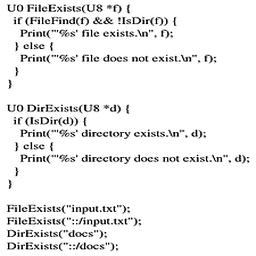 U0 FileExists(U8 *f) {
  if (FileFind(f) && !IsDir(f)) {
    Print("'%s' file exists.\n", f);
  } else {
    Print("'%s' file does not exist.\n", f);
  }
}

U0 DirExists(U8 *d) {
  if (IsDir(d)) {
    Print("'%s' directory exists.\n", d);
  } else {
    Print("'%s' directory does not exist.\n", d);
  }
}

FileExists("input.txt");
FileExists("::/input.txt");
DirExists("docs");
DirExists("::/docs");